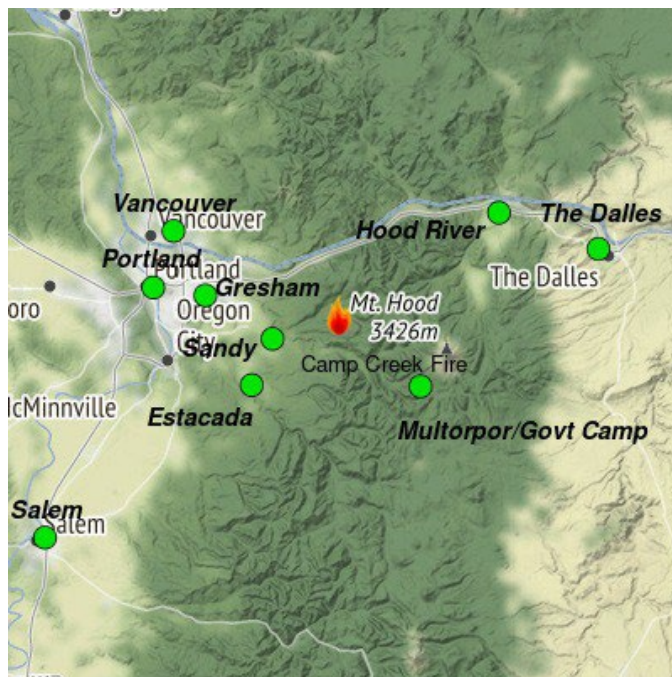 Vancouver
Vancouver
Portland
Portland
Gresham
Oregon
City
Sandy
Estacada
Hood River
The Dalles
The Dalles
Mt. Hood
3426m
Camp Creek Fire
Multorpor/Govt Camp
McMinnville
Salem
Salem